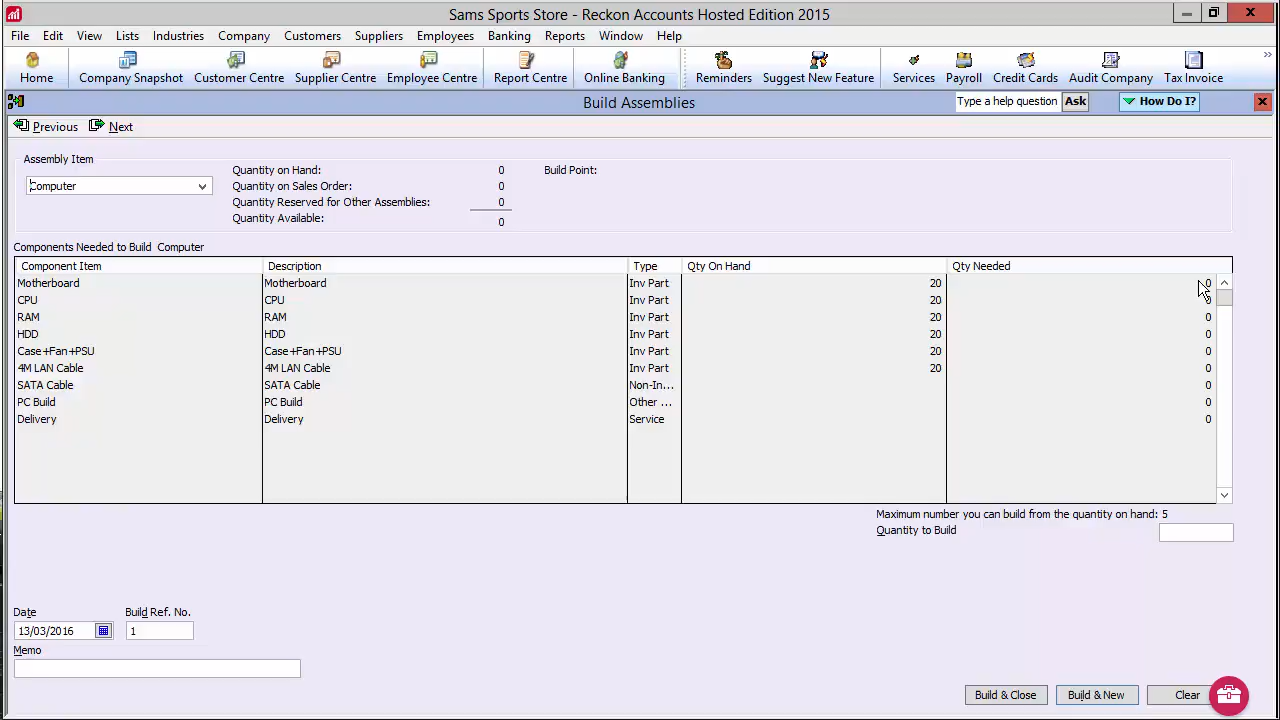 Sams Sports Store - Reckon Accounts Hosted Edition 2015
File Edit View Lists Industries Company Customers Suppliers Employees Banking Reports Window Help
Home Company Snapshot Customer Centre Supplier Centre Employee Centre Report Centre Online Banking Reminders Suggest New Feature Services Payroll Credit Cards Audit Company Tax Invoice
Build Assemblies Type a help question Ask How Do I?
Previous Next
Assembly Item
Computer
Quantity on Hand: 0 Build Point:
Quantity on Sales Order: 0
Quantity Reserved for Other Assemblies: 0
Quantity Available: 0
Components Needed to Build Computer
Component Item Description Type Qty On Hand Qty Needed
Motherboard Motherboard Inv Part 20 0
CPU CPU Inv Part 20 0
RAM RAM Inv Part 20 0
HDD HDD Inv Part 20 0
Case+Fan+PSU Case+Fan+PSU Inv Part 20 0
4M LAN Cable 4M LAN Cable Inv Part 20 0
SATA Cable SATA Cable Non-In... 0
PC Build PC Build Other ... 0
Delivery Delivery Service 0
Maximum number you can build from the quantity on hand: 5
Quantity to Build
Date Build Ref. No.
13/03/2016 1
Memo
Build & Close Build & New Clear